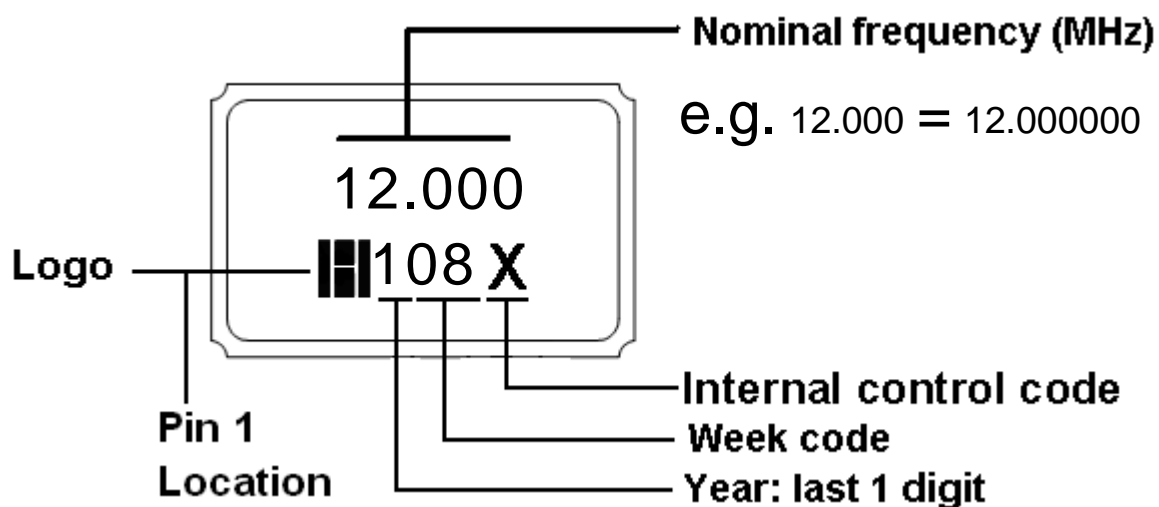 Nominal frequency (MHz)
e.g. 12.000 = 12.000000
12.000
Logo
108 X
Internal control code
Pin 1
Location
Week code
Year: last 1 digit